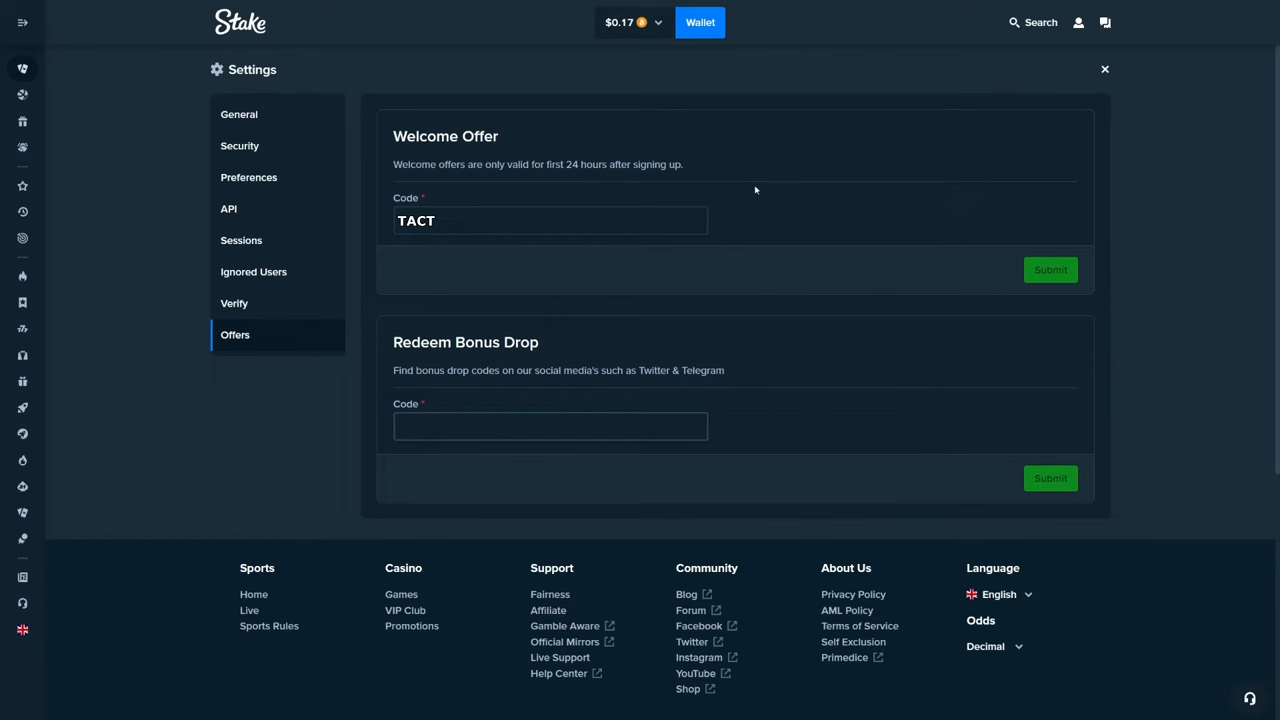 Stake
$0.17
Wallet
Search
Settings
General
Security
Preferences
API
Sessions
Ignored Users
Verify
Offers
Welcome Offer
Welcome offers are only valid for first 24 hours after signing up.
Code *
TACT
Submit
Redeem Bonus Drop
Find bonus drop codes on our social media's such as Twitter & Telegram
Code *
Submit
Sports
Home
Live
Sports Rules
Casino
Games
VIP Club
Promotions
Support
Fairness
Affiliate
Gamble Aware
Official Mirrors
Live Support
Help Center
Community
Blog
Forum
Facebook
Twitter
Instagram
YouTube
Shop
About Us
Privacy Policy
AML Policy
Terms of Service
Self Exclusion
Primedice
Language
English
Odds
Decimal